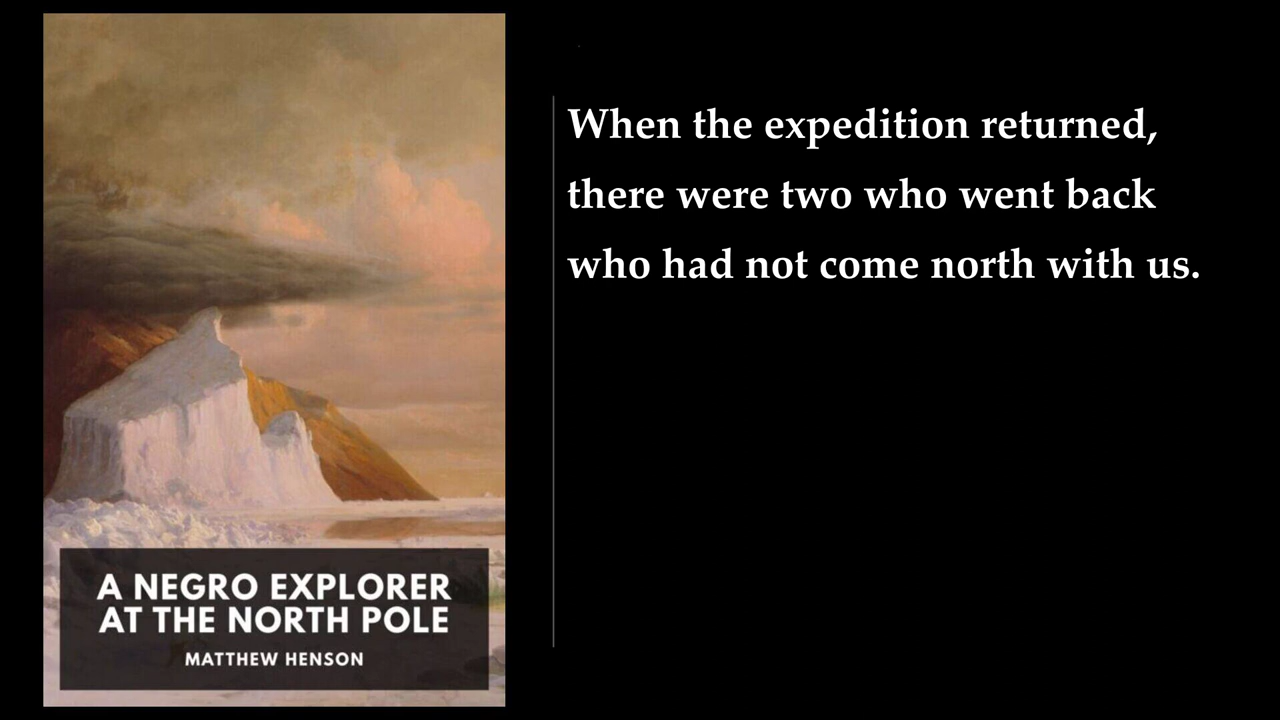 When the expedition returned,
there were two who went back
who had not come north with us.
A NEGRO EXPLORER
AT THE NORTH POLE
MATTHEW HENSON